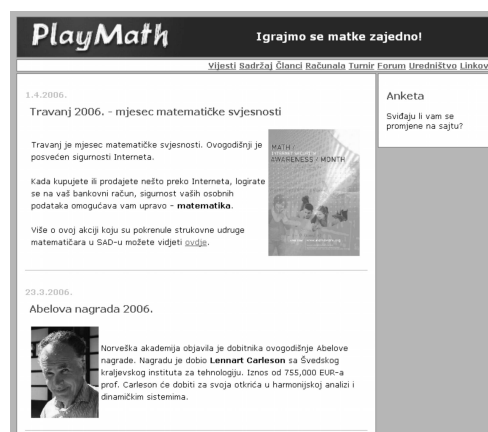 PlayMath
Igrajmo se matke zajedno!
Vijesti Sadržaj Članci Računala Turnir Forum Uredništvo Linkov
1.4.2006.
Travanj 2006. - mjesec matematičke svjesnosti
Travanj je mjesec matematičke svjesnosti. Ovogodišnji je
posvećen sigurnosti Interneta.
Kada kupujete ili prodajete nešto preko Interneta, logirate
se na vaš bankovni račun, sigurnost vaših osobnih
podataka omogućava vam upravo - matematika.
Više o ovoj akciji koju su pokrenule strukovne udruge
matematičara u SAD-u možete vidjeti ovdje.
MATH /
AWARENESS / MONTH
23.3.2006.
Abelova nagrada 2006.
Norveška akademija objavila je dobitnika ovogodišnje Abelove
nagrade. Nagradu je dobio Lennart Carleson sa Švedskog
kraljevskog instituta za tehnologiju. Iznos od 755,000 EUR-a
prof. Carleson će dobiti za svoja otkrića u harmonijskoj analizi i
dinamičkim sistemima.
Anketa
Sviđaju li vam se
promjene na sajtu?